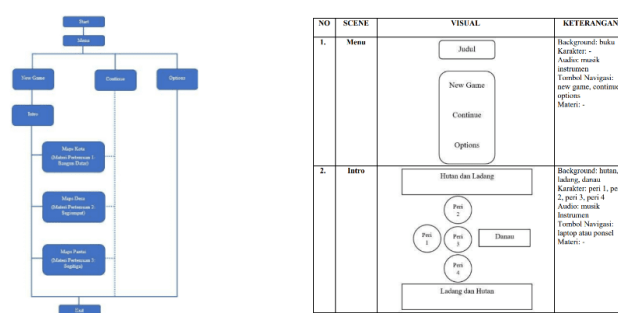 Start
Menu
New Game
Continue
Options
Intro
Maps Kota
(Materi Pertemuan 1:
Bangun Datar)
Maps Desa
(Materi Pertemuan 2:
Segiempat)
Maps Pantai
(Materi Pertemuan 3:
Segitiga)
End
NO SCENE VISUAL KETERANGAN
1. Menu
Judul
New Game
Continue
Options
Background: buku
Karakter: -
Audio: musik
instrumen
Tombol Navigasi:
new game, continue
options
Materi: -
2. Intro
Hutan dan Ladang
Peri
2
Peri
1
Peri
3
Danau
Peri
4
Ladang dan Hutan
Background: hutan,
ladang, danau
Karakter: peri 1, pe
2, peri 3, peri 4
Audio: musik
Instrumen
Tombol Navigasi:
laptop atau ponsel
Materi: -